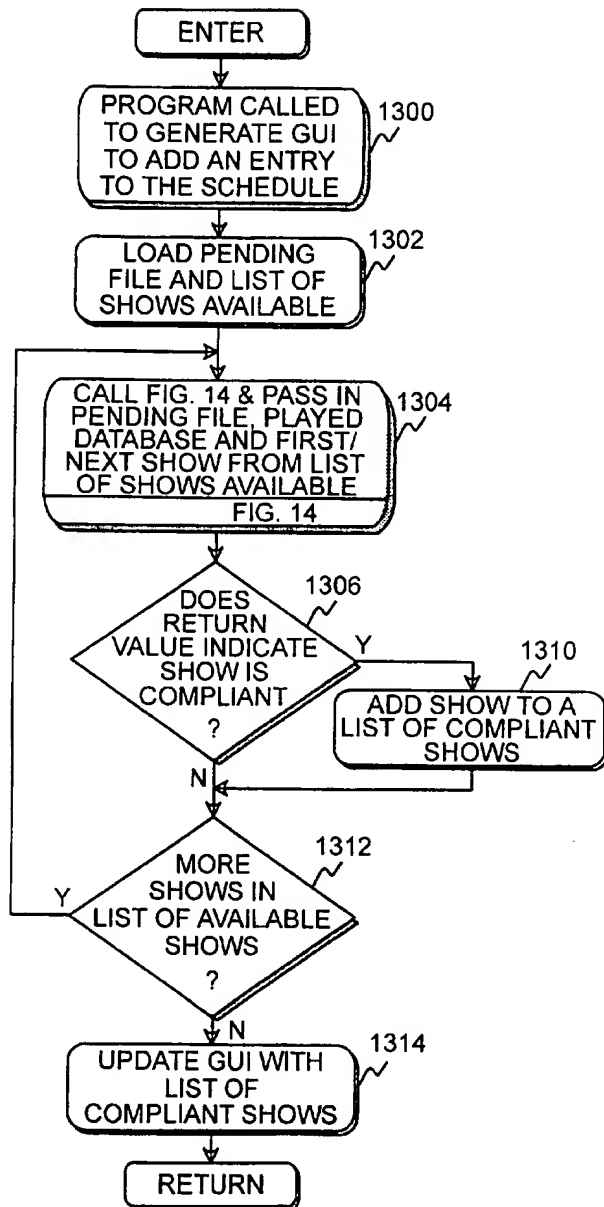 ENTER
PROGRAM CALLED
TO GENERATE GUI
TO ADD AN ENTRY
TO THE SCHEDULE
1300
LOAD PENDING
FILE AND LIST OF
SHOWS AVAILABLE
1302
CALL FIG. 14 & PASS IN
PENDING FILE, PLAYED
DATABASE AND FIRST/
NEXT SHOW FROM LIST
OF SHOWS AVAILABLE
FIG. 14
1304
DOES
RETURN
VALUE INDICATE
SHOW IS
COMPLIANT
?
1306
Y
N
ADD SHOW TO A
LIST OF COMPLIANT
SHOWS
1310
MORE
SHOWS IN
LIST OF AVAILABLE
SHOWS
?
1312
Y
N
UPDATE GUI WITH
LIST OF
COMPLIANT SHOWS
1314
RETURN